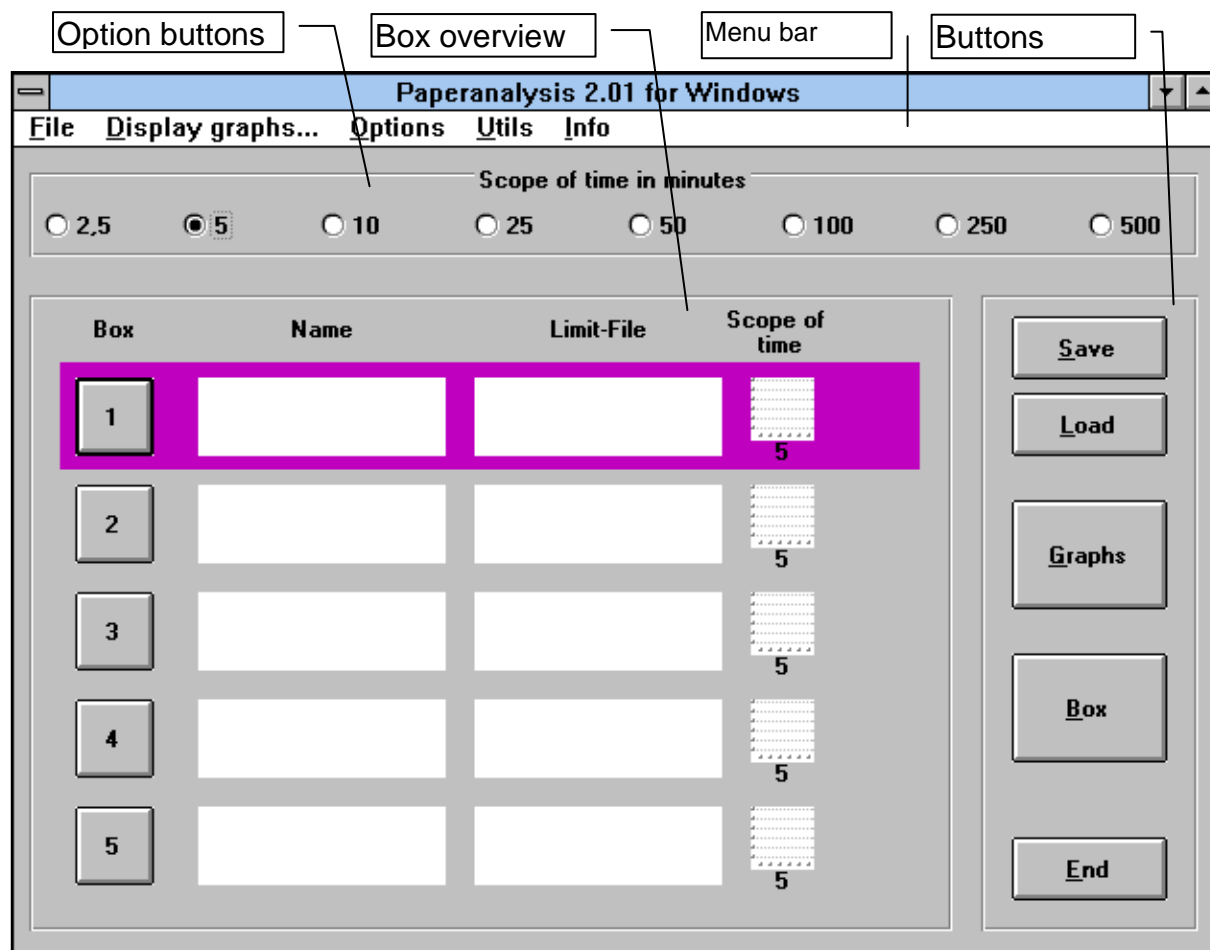 Option buttons Box overview Menu bar Buttons
Paperanalysis 2.01 for Windows
File Display graphs... Options Utils Info
Scope of time in minutes
2,5 5 10 25 50 100 250 500
Box Name Limit-File Scope of
time
1
5
2
5
3
5
4
5
5
5
Save
Load
Graphs
Box
End